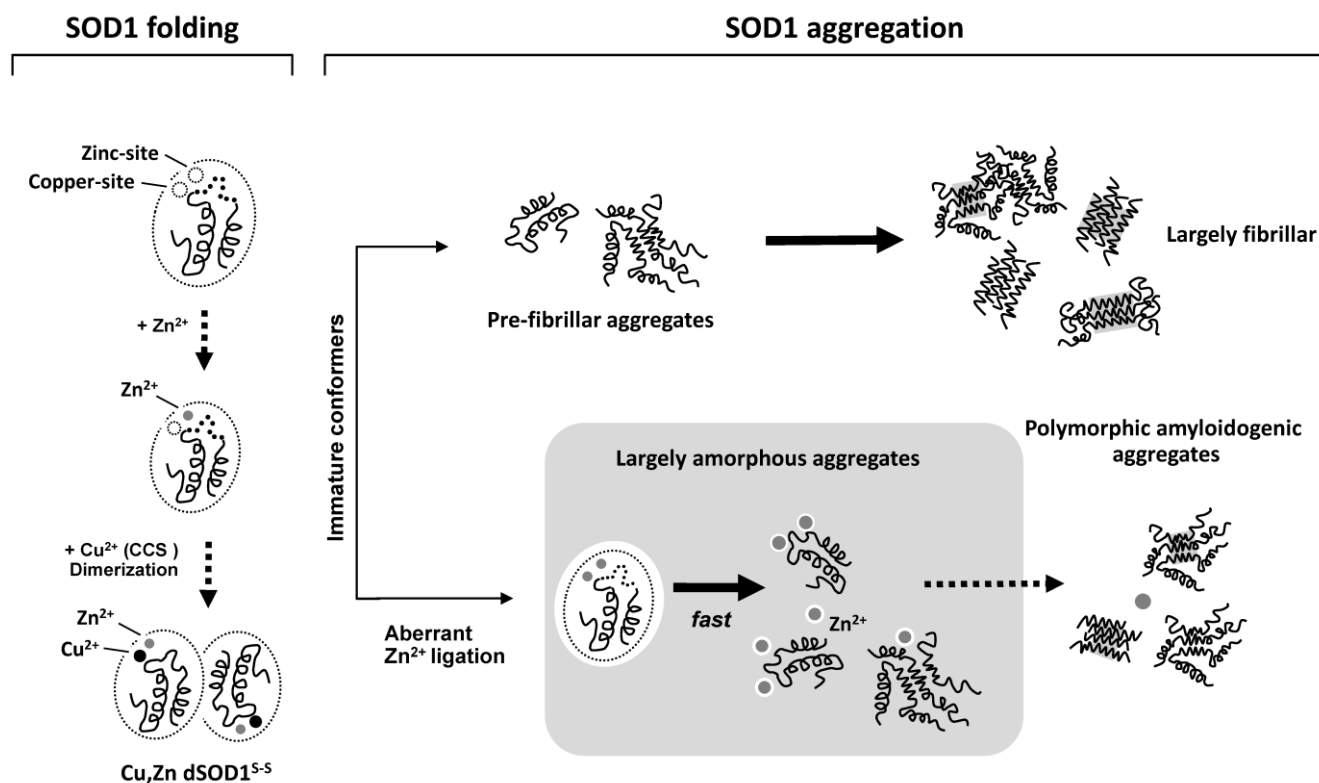 SOD1 folding
SOD1 aggregation
Zinc-site
Copper-site
+ Zn²⁺
Zn²⁺
+ Cu²⁺ (CCS )
Dimerization
Zn²⁺
Cu²⁺
Cu,Zn dSOD1ˢ⁻ˢ
Immature conformers
Pre-fibrillar aggregates
Largely fibrillar
Aberrant
Zn²⁺ ligation
Largely amorphous aggregates
fast
Zn²⁺
Polymorphic amyloidogenic
aggregates